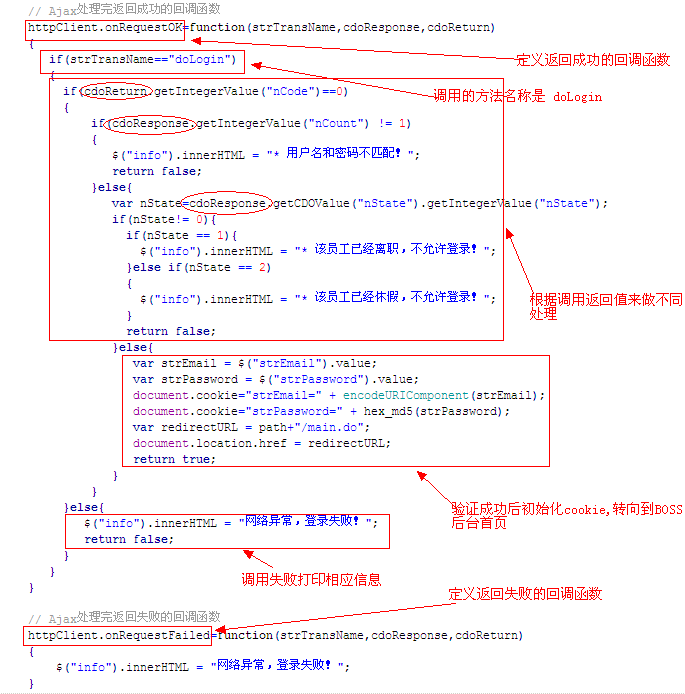 // Ajax处理完返回成功的回调函数
httpClient.onRequestOK=function(strTransName,cdoResponse,cdoReturn)
{
定义返回成功的回调函数
if(strTransName=="doLogin")
{
if(cdoReturn.getIntegerValue("nCode")==0)
调用的方法名称是 doLogin
{
if(cdoResponse.getIntegerValue("nCount") != 1)
{
$("info").innerHTML = "* 用户名和密码不匹配! ";
return false;
}else{
var nState=cdoResponse.getCDOValue("nState").getIntegerValue("nState");
if(nState!= 0){
if(nState == 1){
$("info").innerHTML = "* 该员工已经离职,不允许登录! ";
}else if(nState == 2)
{
$("info").innerHTML = "* 该员工已经休假,不允许登录! ";
根据调用返回值来做不同
处理
}
return false;
}else{
var strEmail = $("strEmail").value;
var strPassword = $("strPassword").value;
document.cookie="strEmail=" + encodeURIComponent(strEmail);
document.cookie="strPassword=" + hex_md5(strPassword);
var redirectURL = path+"/main.do";
document.location.href = redirectURL;
return true;
}
}
验证成功后初始化cookie,转向到BOSS
后台首页
}else{
$("info").innerHTML = "网络异常,登录失败! ";
return false;
}
}
调用失败打印相应信息
}
定义返回失败的回调函数
// Ajax处理完返回失败的回调函数
httpClient.onRequestFailed=function(strTransName,cdoResponse,cdoReturn)
{
$("info").innerHTML = "网络异常,登录失败! ";
}